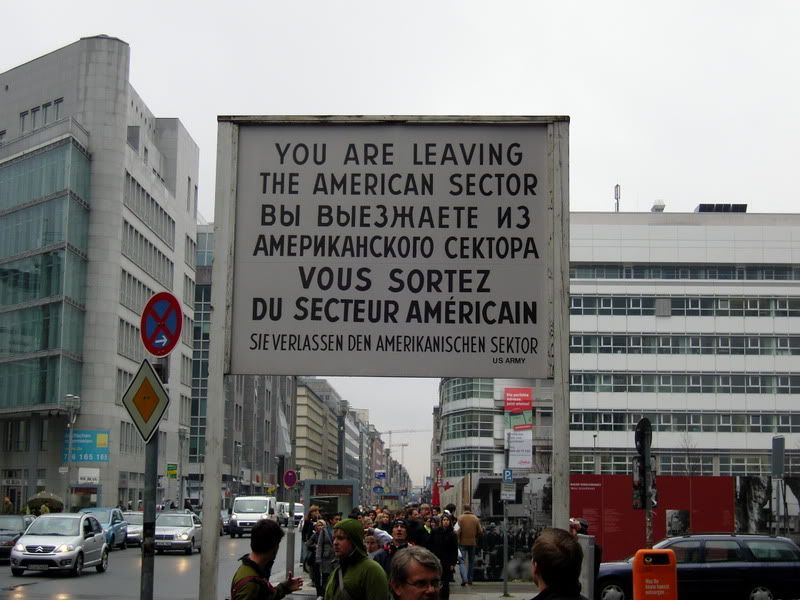 YOU ARE LEAVING
THE AMERICAN SECTOR
ВЫ ВЫЕЗЖАЕТЕ ИЗ
АМЕРИКАНСКОГО СЕКТОРА
VOUS SORTEZ
DU SECTEUR AMÉRICAIN
SIE VERLASSEN DEN AMERIKANISCHEN SEKTOR
US ARMY
P